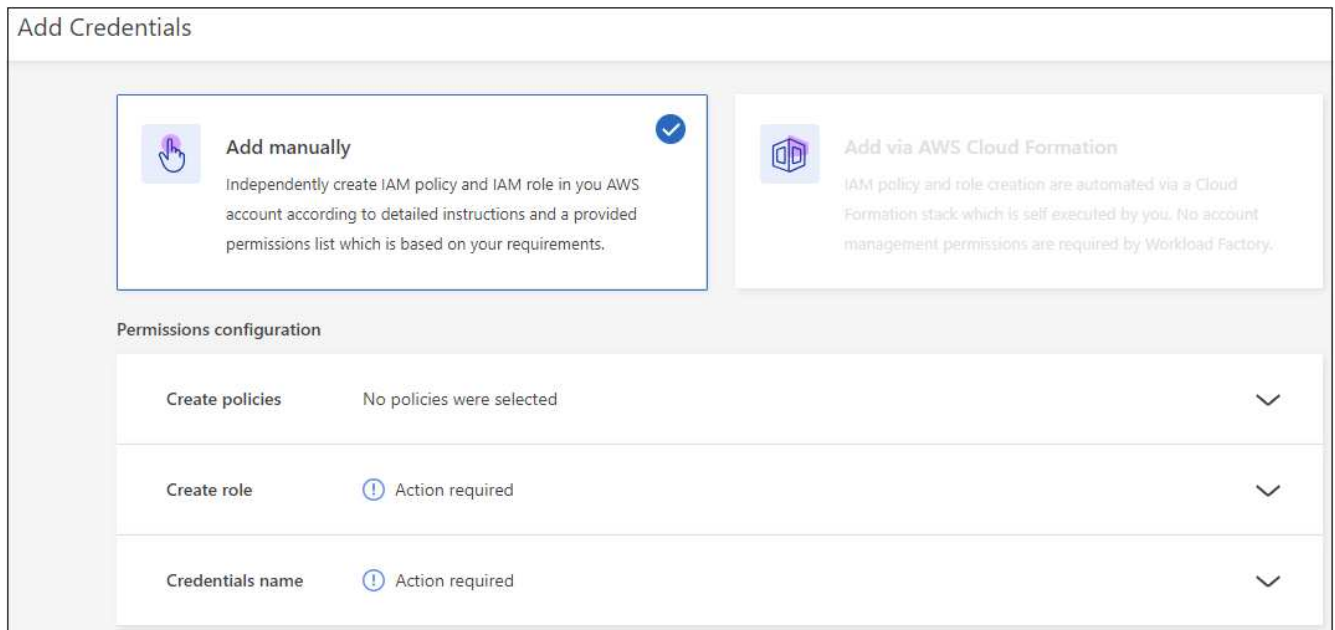 Add Credentials
Add manually
Independently create IAM policy and IAM role in you AWS
account according to detailed instructions and a provided
permissions list which is based on your requirements.
Add via AWS Cloud Formation
IAM policy and role creation are automated via a Cloud
Formation stack which is self executed by you. No account
management permissions are required by Workload Factory.
Permissions configuration
Create policies No policies were selected
Create role Action required
Credentials name Action required